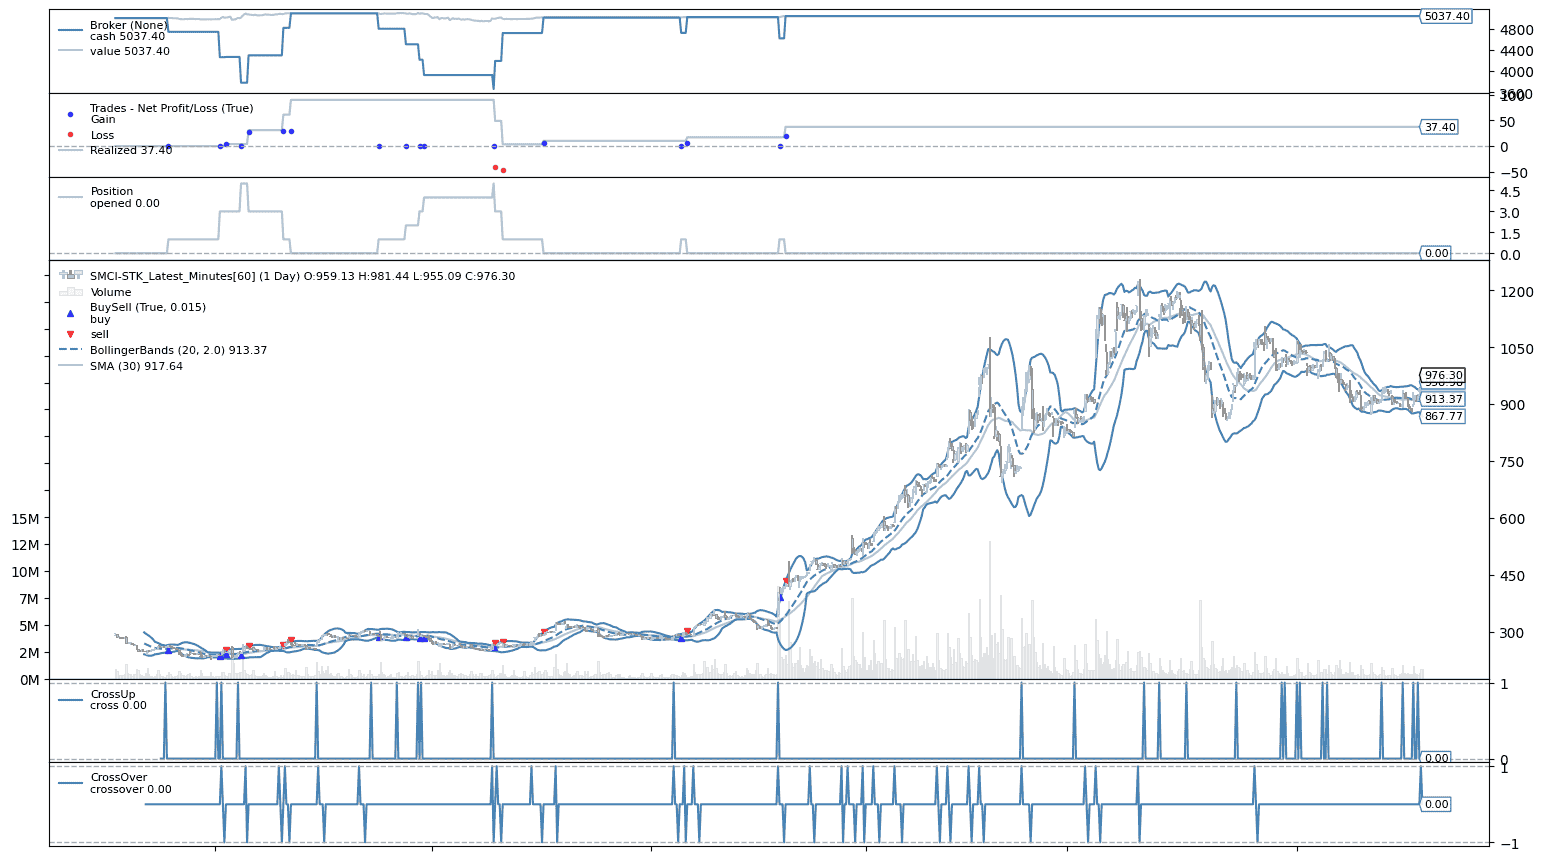 Broker (None)
cash 5037.40
value 5037.40
5037.40
4800
4400
4000
3600
Trades - Net Profit/Loss (True)
Gain
Loss
Realized 37.40
100
50
37.40
0
−50
Position
opened 0.00
4.5
3.0
1.5
0.00
0.0
SMCI-STK_Latest_Minutes[60] (1 Day) O:959.13 H:981.44 L:955.09 C:976.30
Volume
BuySell (True, 0.015)
buy
sell
BollingerBands (20, 2.0) 913.37
SMA (30) 917.64
1200
1050
976.30
913.37
900
867.77
750
600
450
300
15M
12M
10M
7M
5M
2M
0M
CrossUp
cross 0.00
1
0.00
0
CrossOver
crossover 0.00
1
0.00
−1